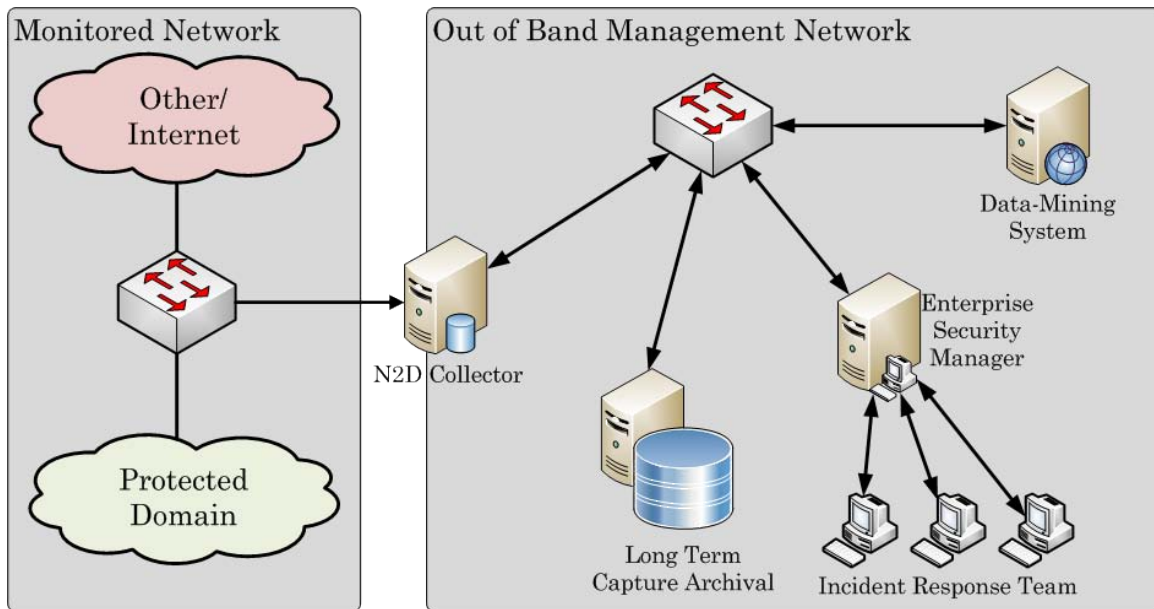 Monitored Network
Other/
Internet
Protected
Domain
Out of Band Management Network
N2D Collector
Data-Mining
System
Enterprise
Security
Manager
Long Term
Capture Archival
Incident Response Team